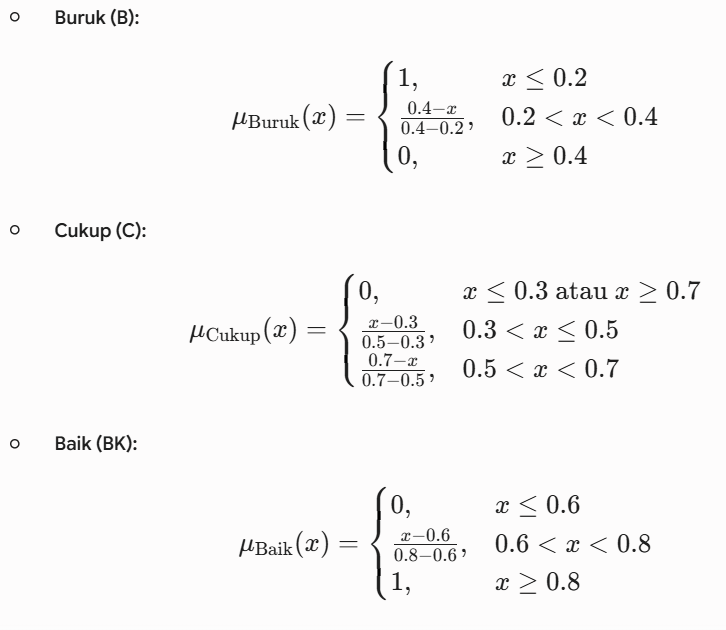 Buruk (B):
μ_Buruk(x) = { 1, x ≤ 0.2
(0.4−x)/(0.4−0.2), 0.2 < x < 0.4
0, x ≥ 0.4
Cukup (C):
μ_Cukup(x) = { 0, x ≤ 0.3 atau x ≥ 0.7
(x−0.3)/(0.5−0.3), 0.3 < x ≤ 0.5
(0.7−x)/(0.7−0.5), 0.5 < x < 0.7
Baik (BK):
μ_Baik(x) = { 0, x ≤ 0.6
(x−0.6)/(0.8−0.6), 0.6 < x < 0.8
1, x ≥ 0.8